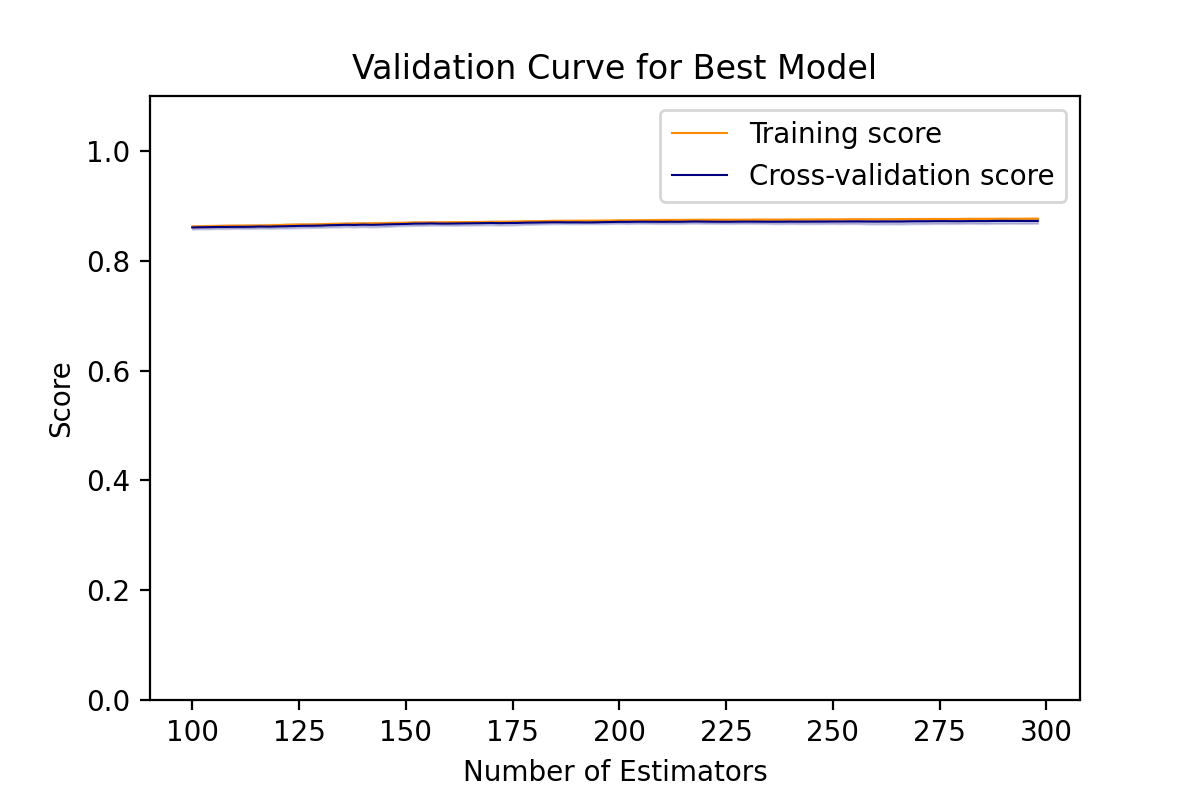 Validation Curve for Best Model
Training score
Cross-validation score
1.0
0.8
0.6
0.4
0.2
0.0
Score
100 125 150 175 200 225 250 275 300
Number of Estimators